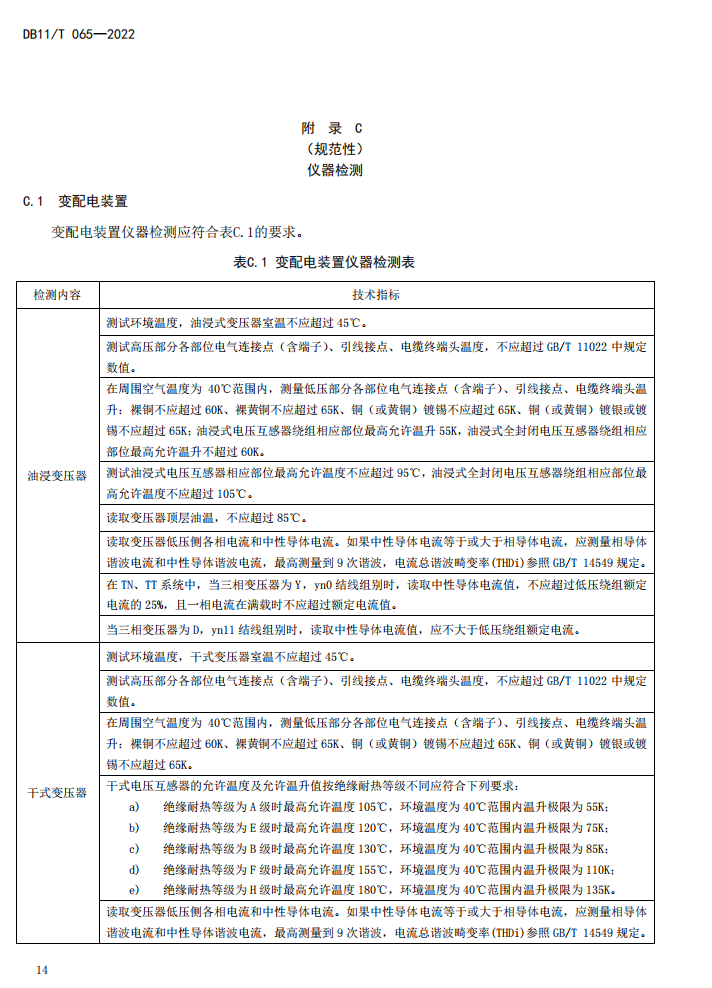 DB11/T 065—2022
附 录 C
（规范性）
仪器检测
C.1 变配电装置
变配电装置仪器检测应符合表C.1的要求。
表C.1 变配电装置仪器检测表
检测内容 技术指标
油浸变压器
测试环境温度，油浸式变压器室温不应超过 45℃。
测试高压部分各部位电气连接点（含端子）、引线接点、电缆终端头温度，不应超过 GB/T 11022 中规定
数值。
在周围空气温度为 40℃范围内，测量低压部分各部位电气连接点（含端子）、引线接点、电缆终端头温
升：裸铜不应超过 60K、裸黄铜不应超过 65K、铜（或黄铜）镀锡不应超过 65K、铜（或黄铜）镀银或镀
锡不应超过 65K；油浸式电压互感器绕组相应部位最高允许温升 55K，油浸式全封闭电压互感器绕组相应
部位最高允许温升不超过 60K。
测试油浸式电压互感器相应部位最高允许温度不应超过 95℃，油浸式全封闭电压互感器绕组相应部位最
高允许温度不应超过 105℃。
读取变压器顶层油温，不应超过 85℃。
读取变压器低压侧各相电流和中性导体电流。如果中性导体电流等于或大于相导体电流，应测量相导体
谐波电流和中性导体谐波电流，最高测量到 9 次谐波，电流总谐波畸变率(THDi)参照 GB/T 14549 规定。
在 TN、TT 系统中，当三相变压器为 Y，yn0 结线组别时，读取中性导体电流值，不应超过低压绕组额定
电流的 25%，且一相电流在满载时不应超过额定电流值。
当三相变压器为 D，yn11 结线组别时，读取中性导体电流值，应不大于低压绕组额定电流。
干式变压器
测试环境温度，干式变压器室温不应超过 45℃。
测试高压部分各部位电气连接点（含端子）、引线接点、电缆终端头温度，不应超过 GB/T 11022 中规定
数值。
在周围空气温度为 40℃范围内，测量低压部分各部位电气连接点（含端子）、引线接点、电缆终端头温
升：裸铜不应超过 60K、裸黄铜不应超过 65K、铜（或黄铜）镀锡不应超过 65K、铜（或黄铜）镀银或镀
锡不应超过 65K。
干式电压互感器的允许温度及允许温升值按绝缘耐热等级不同应符合下列要求：
a) 绝缘耐热等级为 A 级时最高允许温度 105℃，环境温度为 40℃范围内温升极限为 55K；
b) 绝缘耐热等级为 E 级时最高允许温度 120℃，环境温度为 40℃范围内温升极限为 75K；
c) 绝缘耐热等级为 B 级时最高允许温度 130℃，环境温度为 40℃范围内温升极限为 85K；
d) 绝缘耐热等级为 F 级时最高允许温度 155℃，环境温度为 40℃范围内温升极限为 110K；
e) 绝缘耐热等级为 H 级时最高允许温度 180℃，环境温度为 40℃范围内温升极限为 135K。
读取变压器低压侧各相电流和中性导体电流。如果中性导体电流等于或大于相导体电流，应测量相导体
谐波电流和中性导体谐波电流，最高测量到 9 次谐波，电流总谐波畸变率(THDi)参照 GB/T 14549 规定。
14